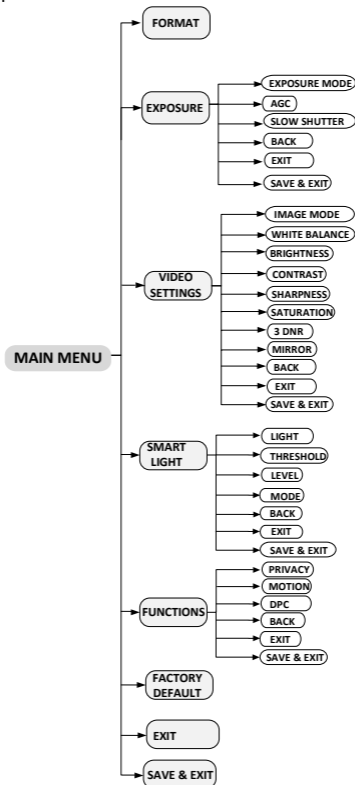 MAIN MENU
FORMAT
EXPOSURE
EXPOSURE MODE
AGC
SLOW SHUTTER
BACK
EXIT
SAVE & EXIT
VIDEO
SETTINGS
IMAGE MODE
WHITE BALANCE
BRIGHTNESS
CONTRAST
SHARPNESS
SATURATION
3 DNR
MIRROR
BACK
EXIT
SAVE & EXIT
SMART
LIGHT
LIGHT
THRESHOLD
LEVEL
MODE
BACK
EXIT
SAVE & EXIT
FUNCTIONS
PRIVACY
MOTION
DPC
BACK
EXIT
SAVE & EXIT
FACTORY
DEFAULT
EXIT
SAVE & EXIT